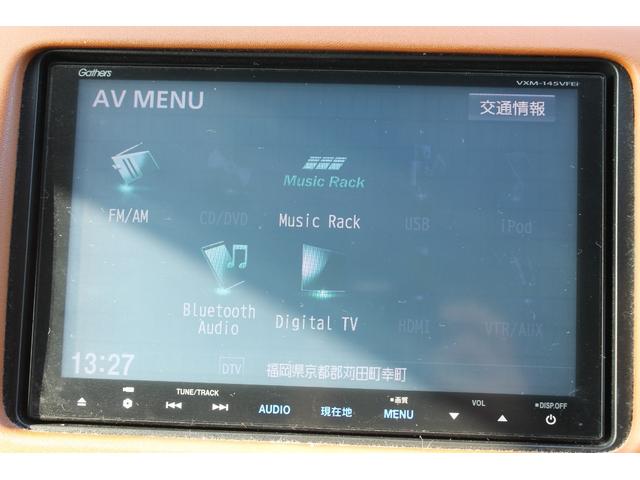 Gathers
VXM-145VFEi
AV MENU
交通情報
Music Rack
FM/AM
CD/DVD
Music Rack
USB
iPod
Bluetooth
Audio
Digital TV
HDMI
VTR/AUX
13:27
DTV
福岡県京都郡苅田町幸町
TUNE/TRACK
AUDIO
現在地
画質
MENU
VOL
DISP.OFF